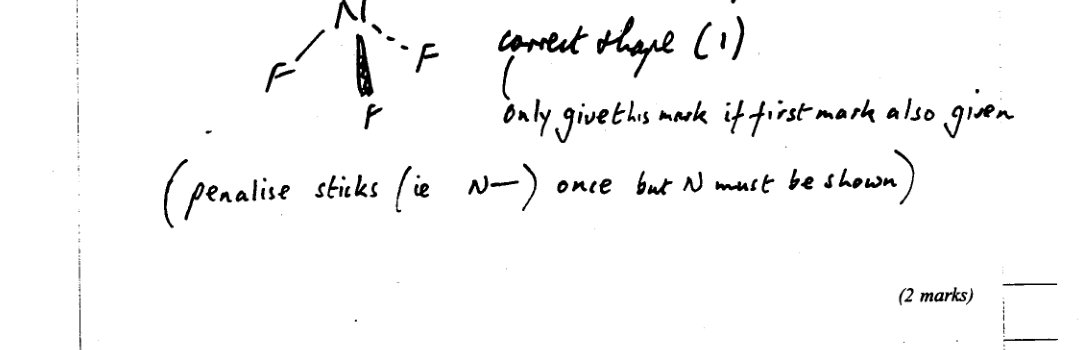 N
F F
F
correct shape (1)
only give this mark if first mark also given
(penalise sticks (ie N—) once but N must be shown)
(2 marks)